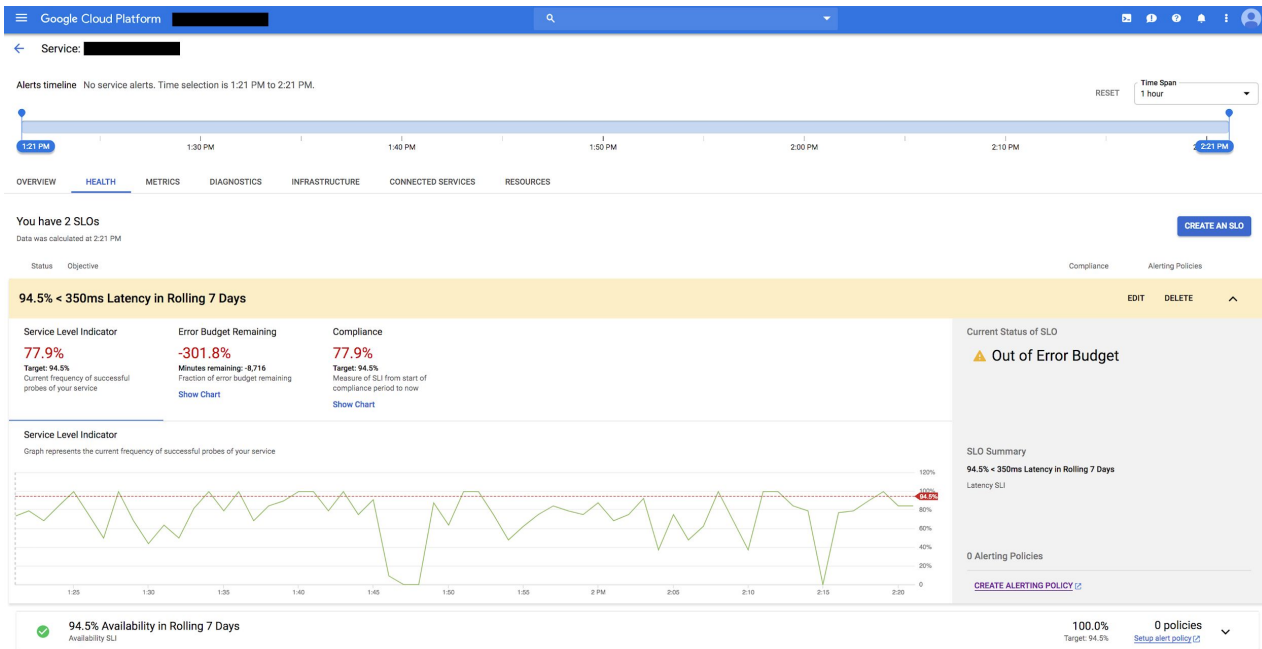 Google Cloud Platform
Service:
Alerts timeline No service alerts. Time selection is 1:21 PM to 2:21 PM.
RESET
Time Span
1 hour
1:21 PM 1:30 PM 1:40 PM 1:50 PM 2:00 PM 2:10 PM 2:21 PM
OVERVIEW HEALTH METRICS DIAGNOSTICS INFRASTRUCTURE CONNECTED SERVICES RESOURCES
You have 2 SLOs
CREATE AN SLO
Data was calculated at 2:21 PM
Status Objective Compliance Alerting Policies
94.5% < 350ms Latency in Rolling 7 Days EDIT DELETE
Service Level Indicator
77.9%
Target: 94.5%
Current frequency of successful
probes of your service
Error Budget Remaining
-301.8%
Minutes remaining: -8,716
Fraction of error budget remaining
Show Chart
Compliance
77.9%
Target: 94.5%
Measure of SLI from start of
compliance period to now
Show Chart
Current Status of SLO
Out of Error Budget
Service Level Indicator
Graph represents the current frequency of successful probes of your service
120%
100%
94.5%
80%
60%
40%
20%
0
1:25 1:30 1:35 1:40 1:45 1:50 1:55 2 PM 2:05 2:10 2:15 2:20
SLO Summary
94.5% < 350ms Latency in Rolling 7 Days
Latency SLI
0 Alerting Policies
CREATE ALERTING POLICY
94.5% Availability in Rolling 7 Days
Availability SLI
100.0%
Target: 94.5%
0 policies
Setup alert policy